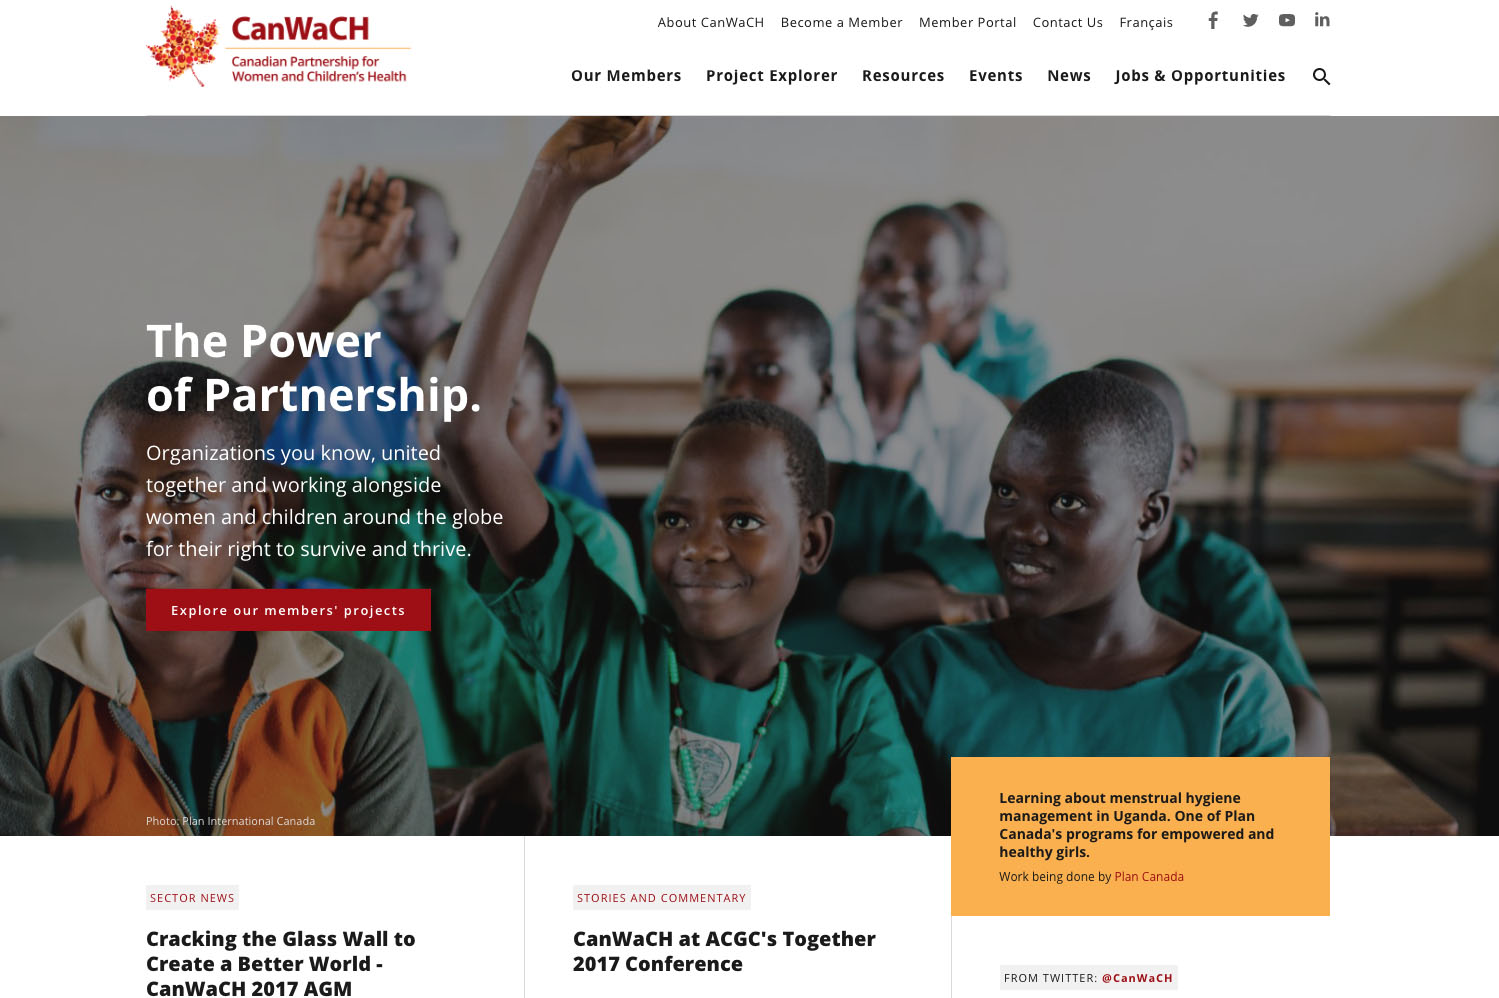 CanWaCH
Canadian Partnership for
Women and Children's Health
About CanWaCH Become a Member Member Portal Contact Us Français
Our Members Project Explorer Resources Events News Jobs & Opportunities
The Power
of Partnership.
Organizations you know, united
together and working alongside
women and children around the globe
for their right to survive and thrive.
Explore our members' projects
Photo: Plan International Canada
Learning about menstrual hygiene
management in Uganda. One of Plan
Canada's programs for empowered and
healthy girls.
Work being done by Plan Canada
SECTOR NEWS
Cracking the Glass Wall to
Create a Better World -
CanWaCH 2017 AGM
STORIES AND COMMENTARY
CanWaCH at ACGC's Together
2017 Conference
FROM TWITTER: @CanWaCH